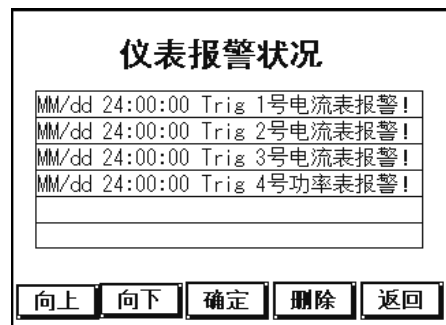 仪表报警状况
MM/dd 24:00:00 Trig 1号电流表报警!
MM/dd 24:00:00 Trig 2号电流表报警!
MM/dd 24:00:00 Trig 3号电流表报警!
MM/dd 24:00:00 Trig 4号功率表报警!
向上 向下 确定 删除 返回